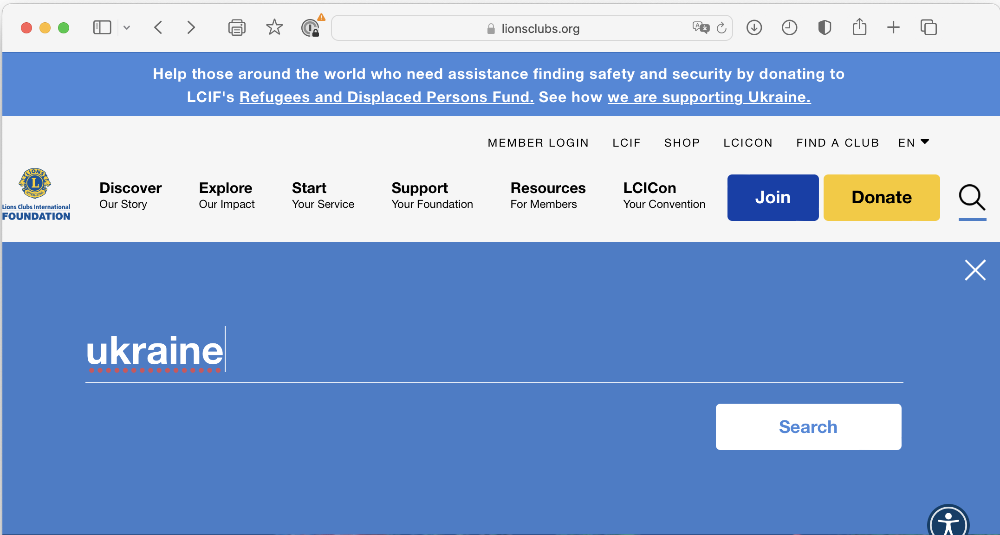 lionsclubs.org
Help those around the world who need assistance finding safety and security by donating to
LCIF's Refugees and Displaced Persons Fund. See how we are supporting Ukraine.
MEMBER LOGIN LCIF SHOP LCICON FIND A CLUB EN
LIONS
L
INTERNATIONAL
Lions Clubs International
FOUNDATION
Discover
Our Story
Explore
Our Impact
Start
Your Service
Support
Your Foundation
Resources
For Members
LCICon
Your Convention
Join
Donate
ukraine
Search